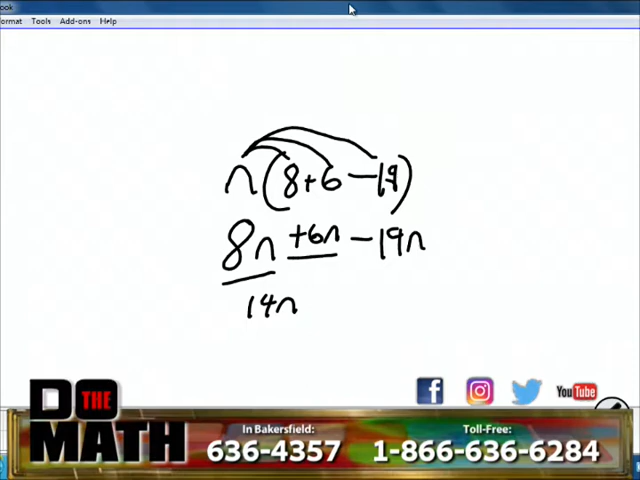 ook
ormat Tools Add-ons Help
n(8+6-19)
8n +6n -19n
14n
DO THE MATH
In Bakersfield:
636-4357
Toll-Free:
1-866-636-6284
f
YouTube